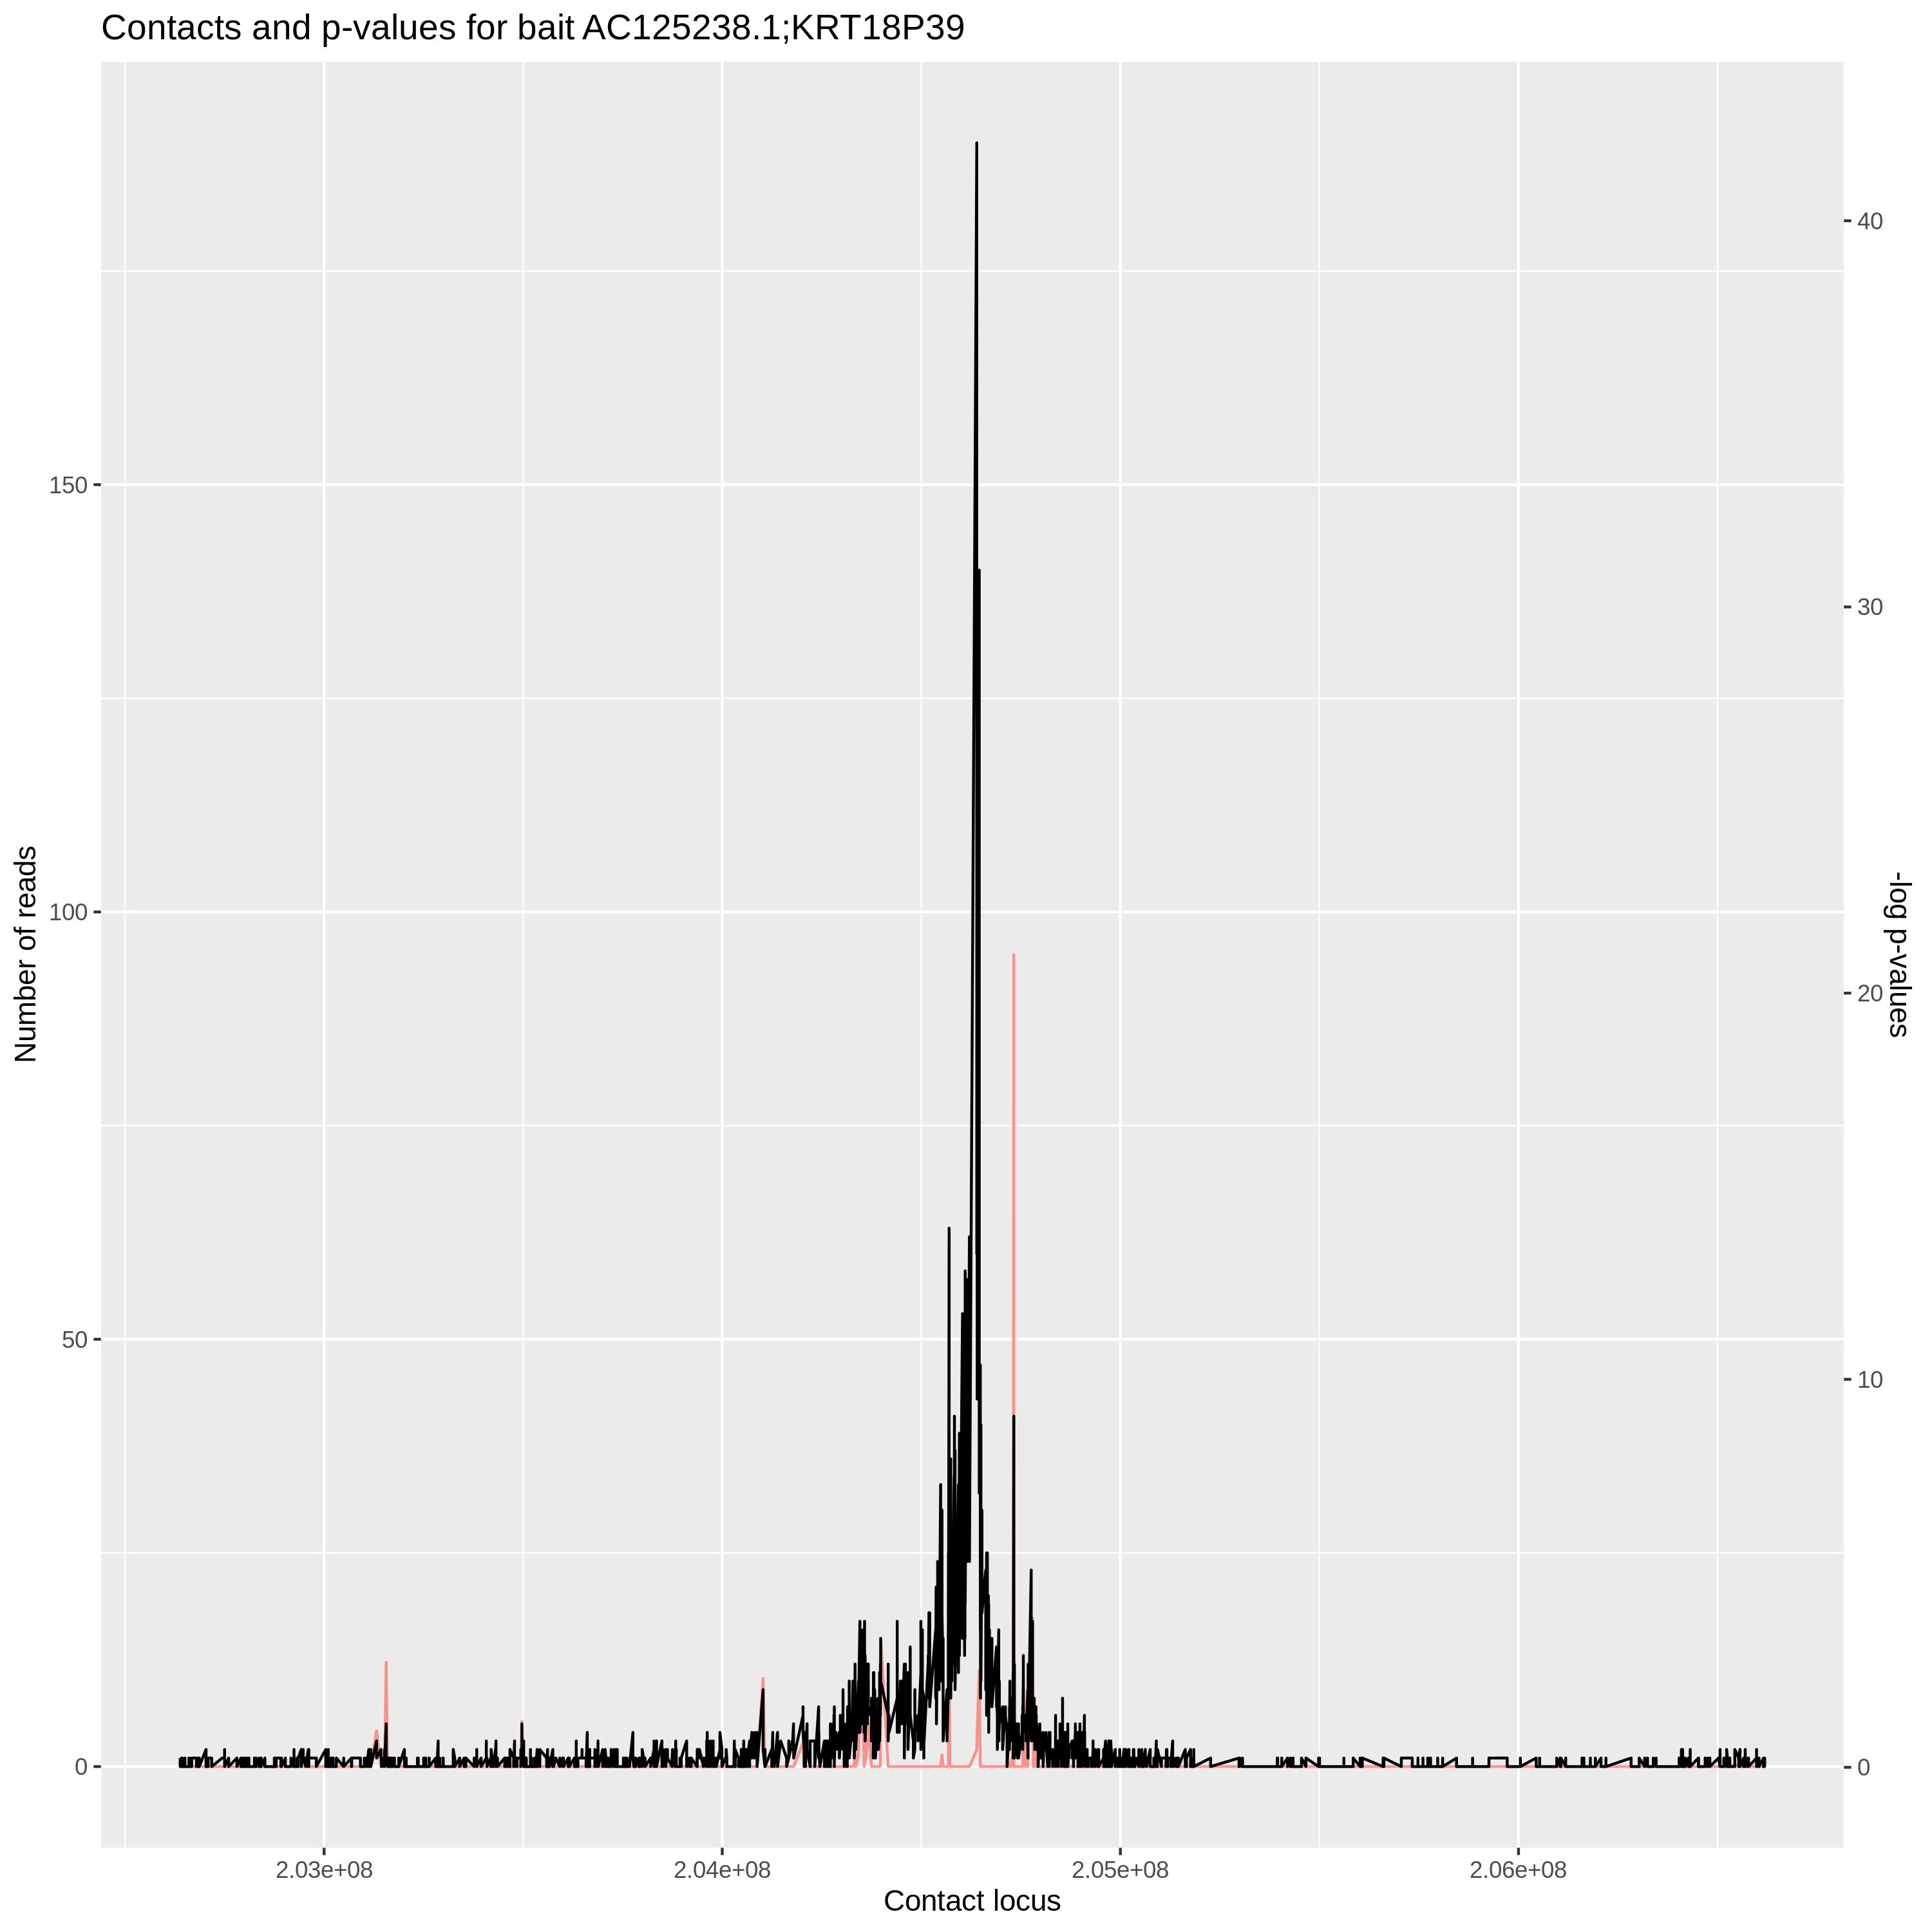 Contacts and p-values for bait AC125238.1;KRT18P39
40
150
30
Number of reads
100
-log p-values
20
50
10
0
0
2.03e+08
2.04e+08
2.05e+08
2.06e+08
Contact locus